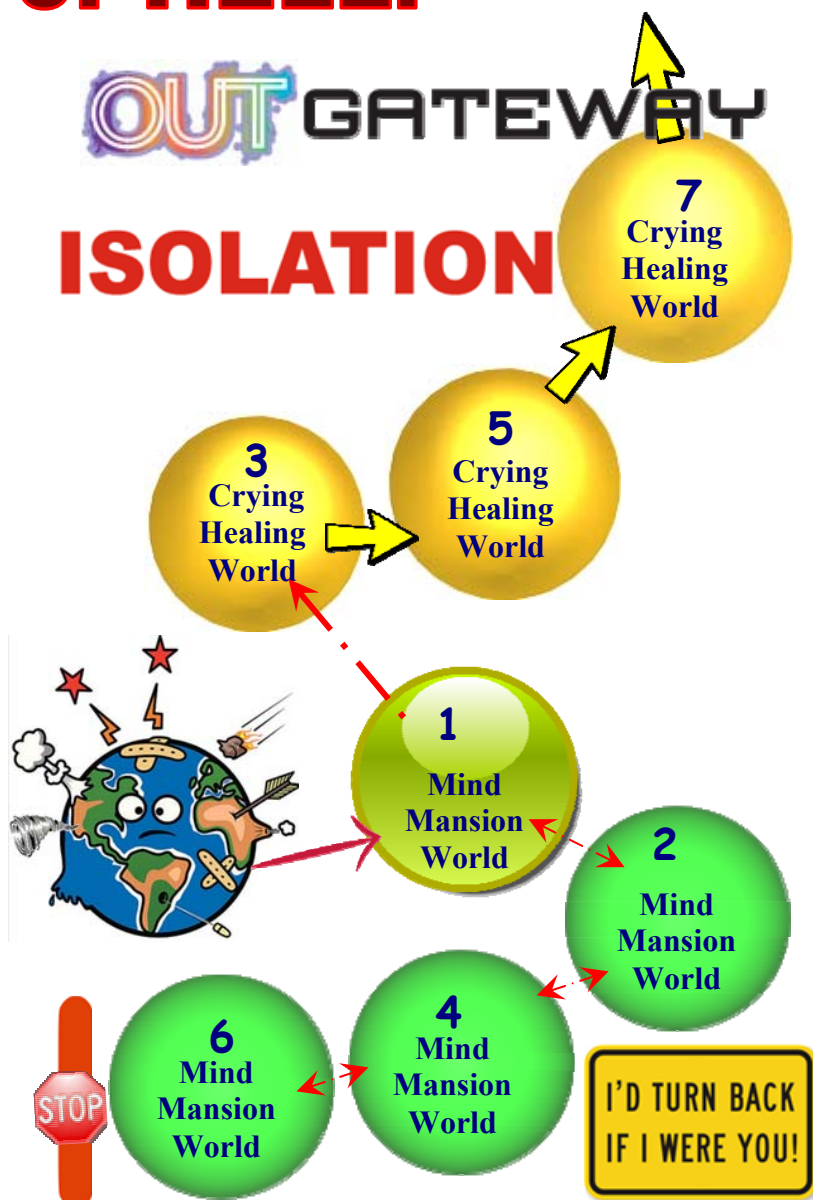 OUT GATEWAY
7
Crying
Healing
World
ISOLATION
5
Crying
Healing
World
3
Crying
Healing
World
1
Mind
Mansion
World
2
Mind
Mansion
World
4
Mind
Mansion
World
6
Mind
Mansion
World
STOP
I'D TURN BACK
IF I WERE YOU!